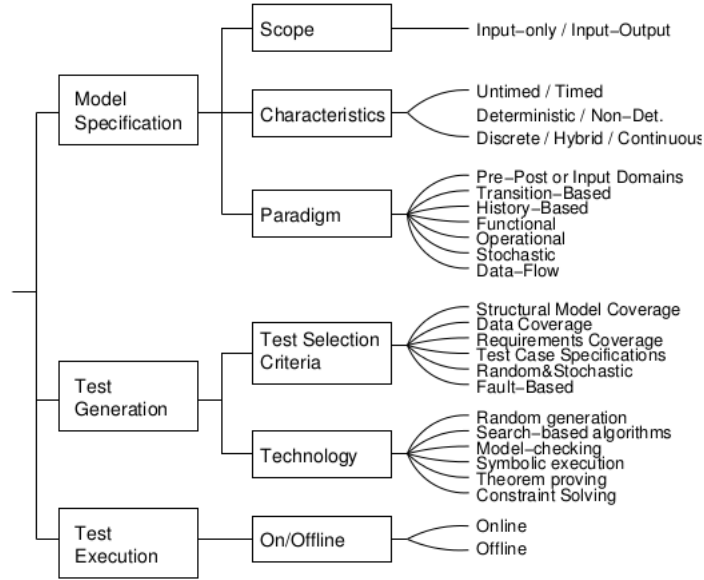 Scope
Input-only / Input-Output
Model
Specification
Characteristics
Untimed / Timed
Deterministic / Non-Det.
Discrete / Hybrid / Continuous
Paradigm
Pre-Post or Input Domains
Transition-Based
History-Based
Functional
Operational
Stochastic
Data-Flow
Test
Generation
Test Selection
Criteria
Structural Model Coverage
Data Coverage
Requirements Coverage
Test Case Specifications
Random&Stochastic
Fault-Based
Technology
Random generation
Search-based algorithms
Model-checking
Symbolic execution
Theorem proving
Constraint Solving
Test
Execution
On/Offline
Online
Offline